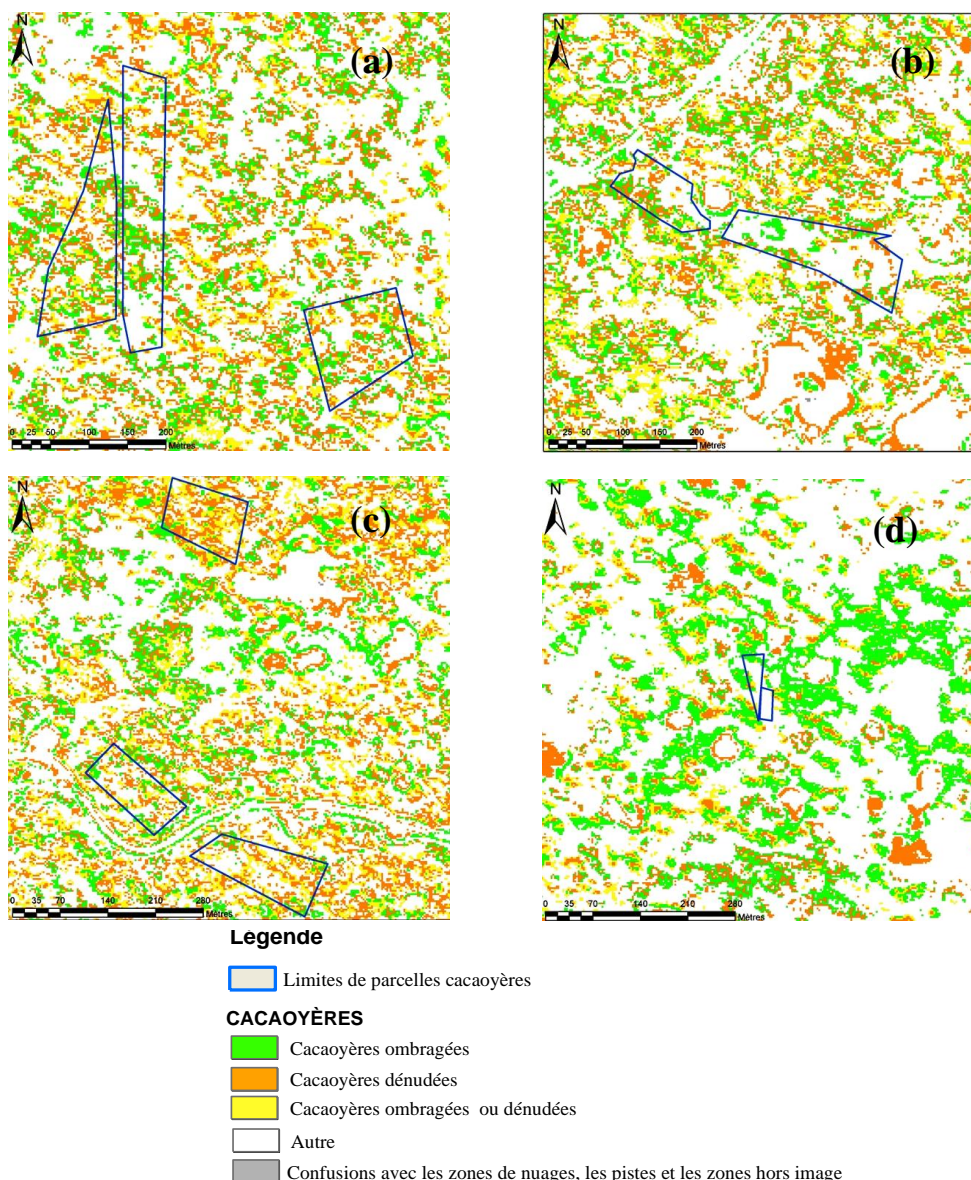 N
(a)
0 25 50 100 150 200
Mètres
N
(b)
0 25 50 100 150 200
Mètres
N
(c)
0 35 70 140 210 280
Mètres
N
(d)
0 35 70 140 210 280
Mètres
Légende
Limites de parcelles cacaoyères
CACAOYÈRES
Cacaoyères ombragées
Cacaoyères dénudées
Cacaoyères ombragées ou dénudées
Autre
Confusions avec les zones de nuages, les pistes et les zones hors image